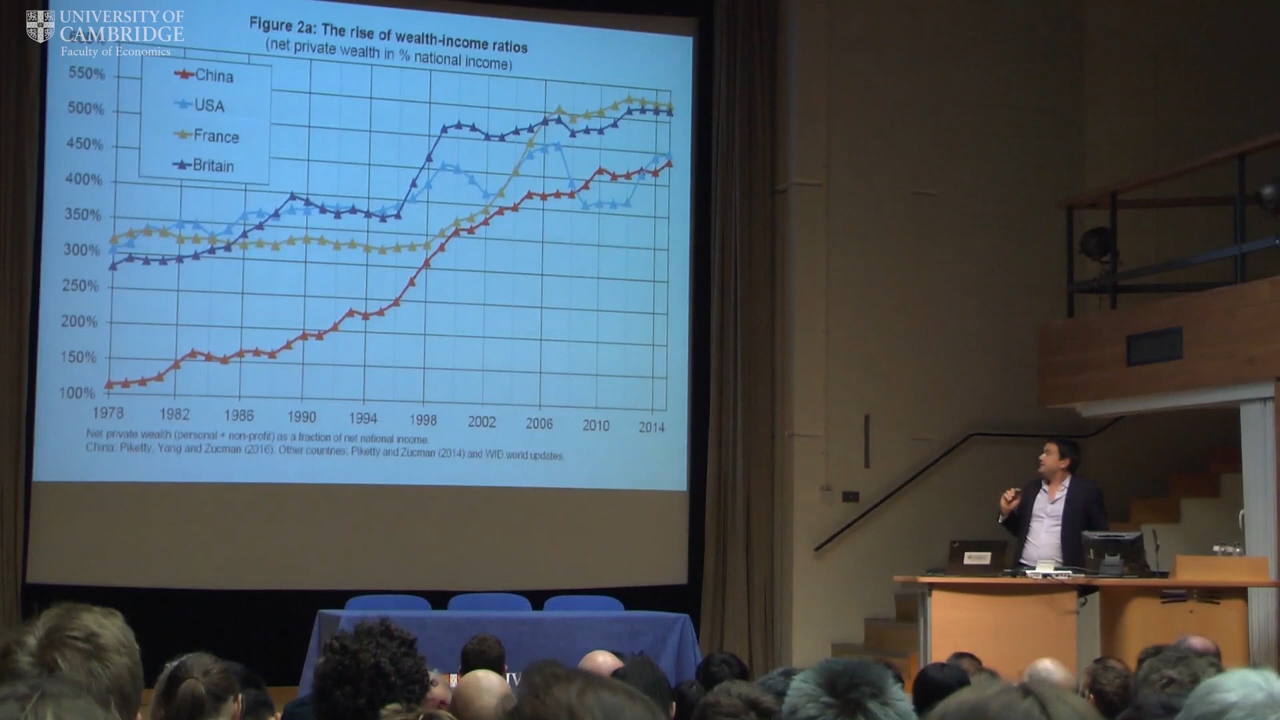 UNIVERSITY OF
CAMBRIDGE
Faculty of Economics
Figure 2a: The rise of wealth-income ratios
(net private wealth in % national income)
550%
500%
450%
400%
350%
300%
250%
200%
150%
100%
China
USA
France
Britain
1978 1982 1986 1990 1994 1998 2002 2006 2010 2014
Net private wealth (personal + non-profit) as a fraction of net national income.
China: Piketty, Yang and Zucman (2016). Other countries: Piketty and Zucman (2014) and WID.world updates.